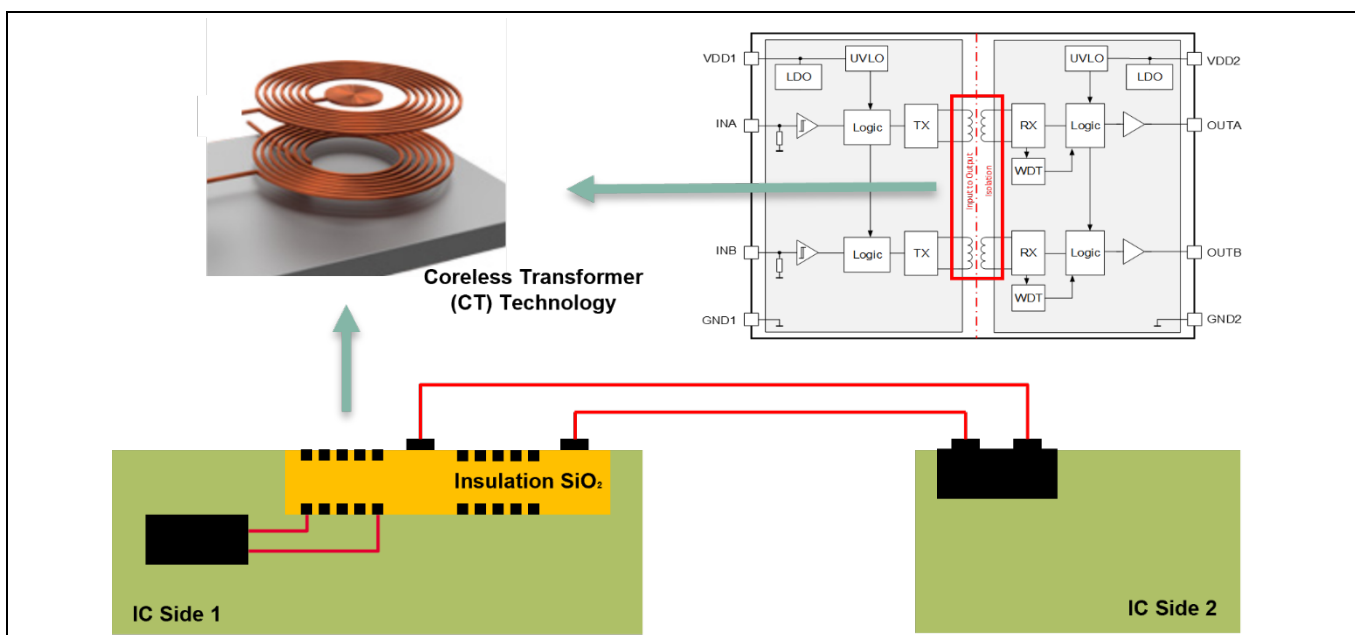 VDD1
UVLO
LDO
UVLO
LDO
VDD2
INA
Logic
TX
RX
Logic
OUTA
WDT
Input to Output
Isolation
INB
Logic
TX
RX
Logic
OUTB
WDT
GND1
GND2
Coreless Transformer
(CT) Technology
Insulation SiO₂
IC Side 1
IC Side 2